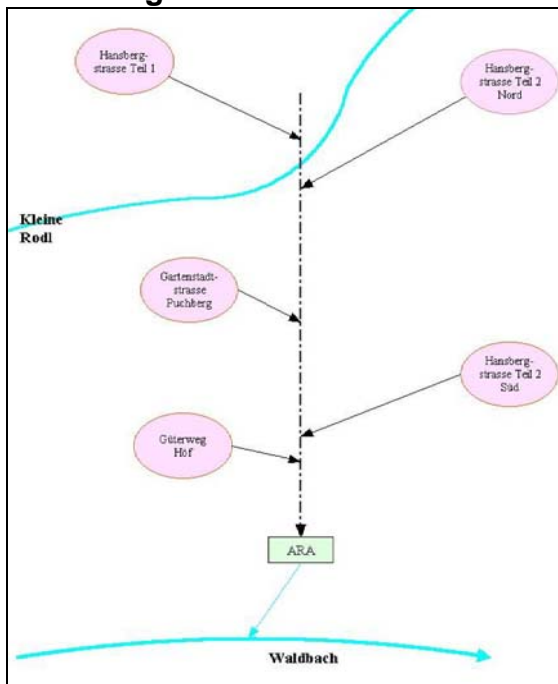 Hansberg-
strasse Teil 1
Hansberg-
strasse Teil 2
Nord
Kleine
Rodl
Gartenstadt-
strasse
Puchberg
Hansberg-
strasse Teil 2
Süd
Güterweg
Höf
ARA
Waldbach